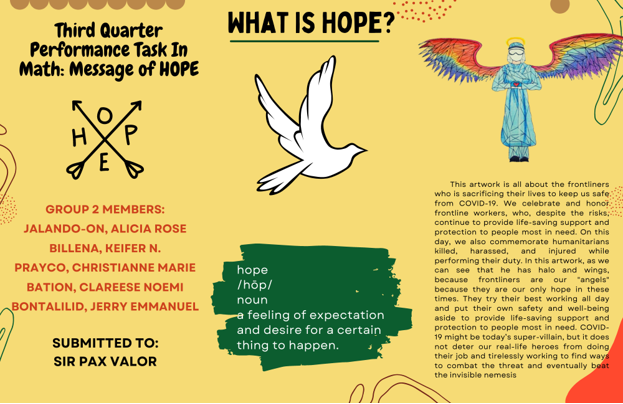 Third Quarter
Performance Task In
Math: Message of HOPE
H O P E
GROUP 2 MEMBERS:
JALANDO-ON, ALICIA ROSE
BILLENA, KEIFER N.
PRAYCO, CHRISTIANNE MARIE
BATION, CLAREESE NOEMI
BONTALILID, JERRY EMMANUEL
SUBMITTED TO:
SIR PAX VALOR
WHAT IS HOPE?
hope
/hōp/
noun
a feeling of expectation
and desire for a certain
thing to happen.
This artwork is all about the frontliners
who is sacrificing their lives to keep us safe
from COVID-19. We celebrate and honor
frontline workers, who, despite the risks,
continue to provide life-saving support and
protection to people most in need. On this
day, we also commemorate humanitarians
killed, harassed, and injured while
performing their duty. In this artwork, as we
can see that he has halo and wings,
because frontliners are our "angels"
because they are our only hope in these
times. They try their best working all day
and put their own safety and well-being
aside to provide life-saving support and
protection to people most in need. COVID-
19 might be today's super-villain, but it does
not deter our real-life heroes from doing
their job and tirelessly working to find ways
to combat the threat and eventually beat
the invisible nemesis